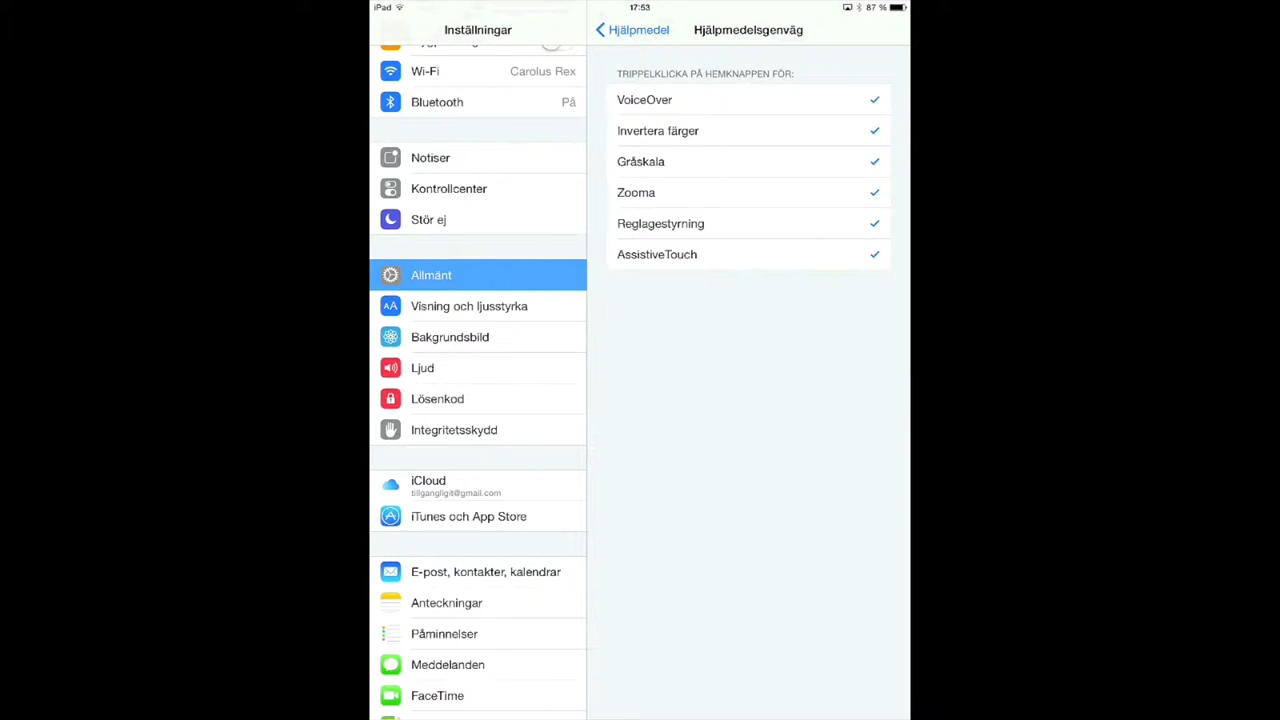 iPad
17:53
87 %
Inställningar
Hjälpmedel
Hjälpmedelsgenväg
Wi-Fi
Carolus Rex
Bluetooth
På
Notiser
Kontrollcenter
Stör ej
Allmänt
Visning och ljusstyrka
Bakgrundsbild
Ljud
Lösenkod
Integritetsskydd
iCloud
tillgangligit@gmail.com
iTunes och App Store
E-post, kontakter, kalendrar
Anteckningar
Påminnelser
Meddelanden
FaceTime
TRIPPELKLICKA PÅ HEMKNAPPEN FÖR:
VoiceOver
Invertera färger
Gråskala
Zooma
Reglagestyrning
AssistiveTouch